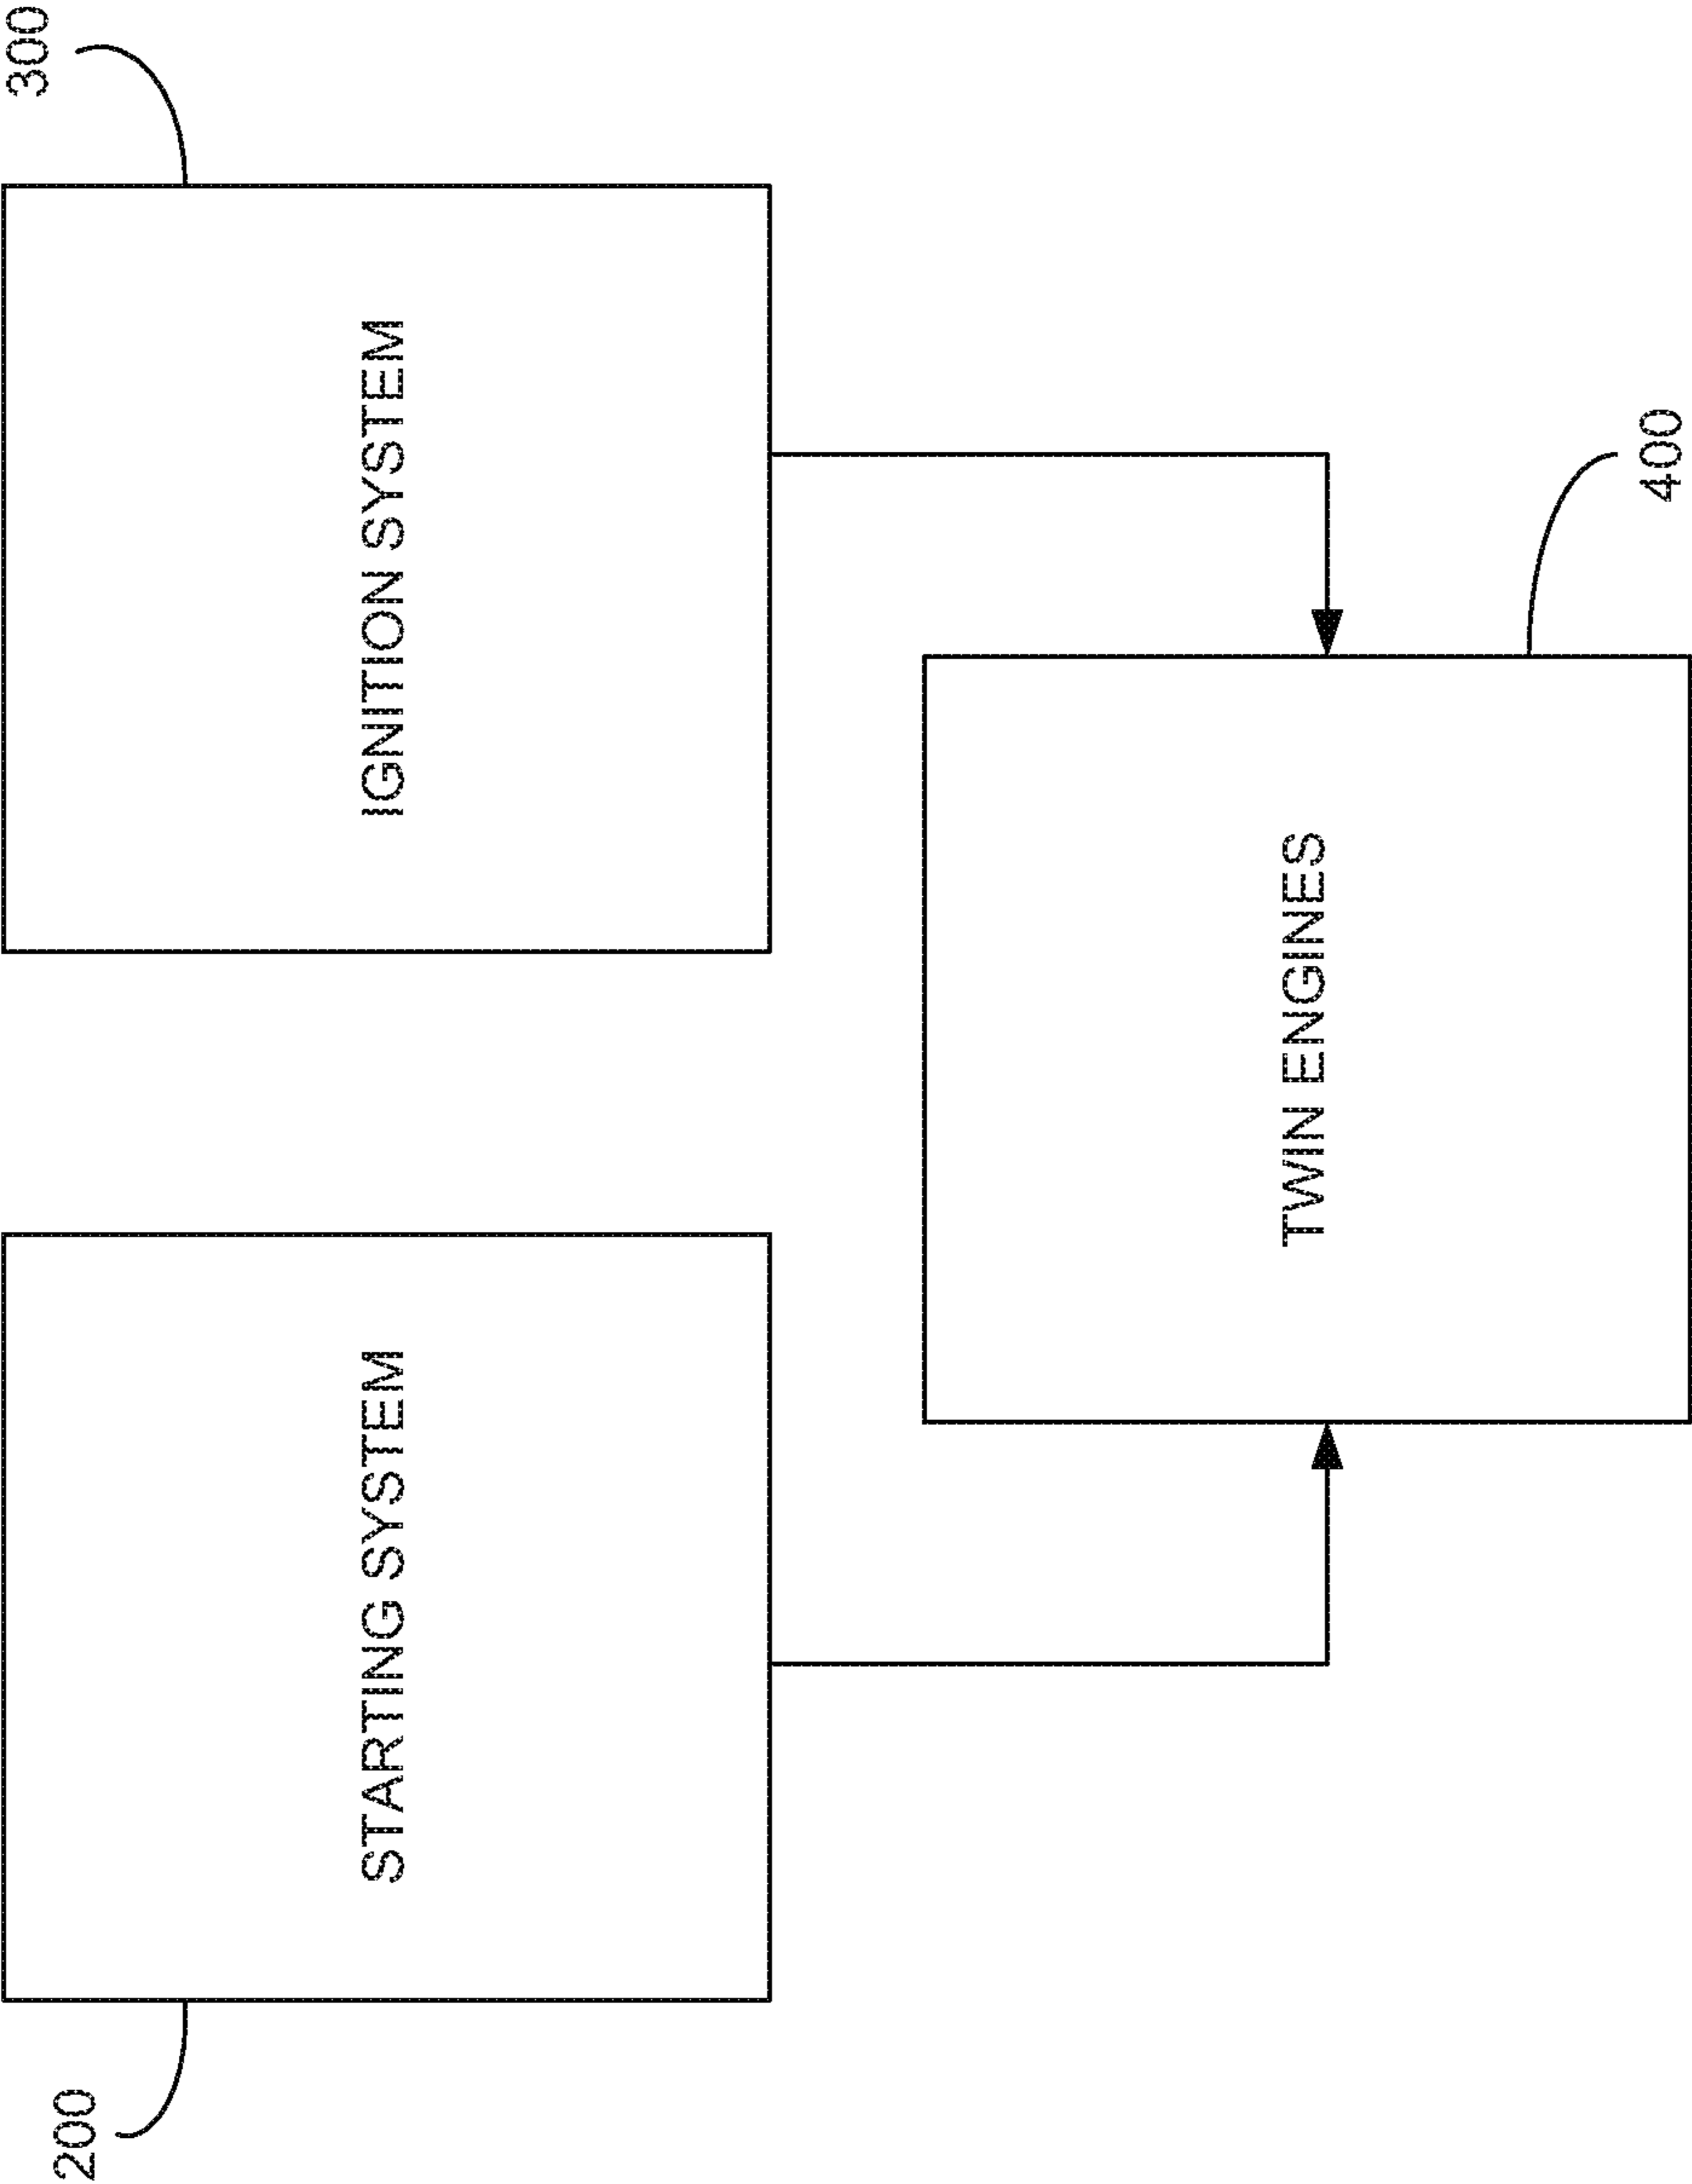 200
STARTING SYSTEM
300
IGNITION SYSTEM
TWIN ENGINES
400